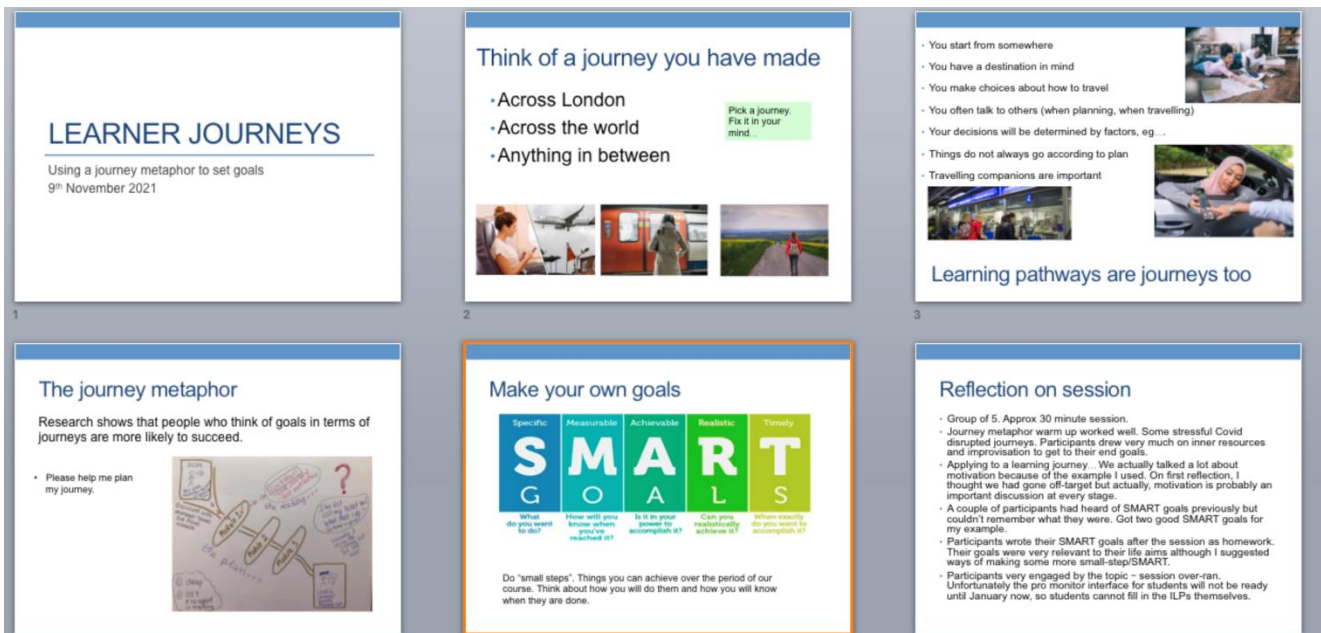 LEARNER JOURNEYS
Using a journey metaphor to set goals
9th November 2021
1
Think of a journey you have made
• Across London
• Across the world
• Anything in between
Pick a journey.
Fix it in your
mind...
2
• You start from somewhere
• You have a destination in mind
• You make choices about how to travel
• You often talk to others (when planning, when travelling)
• Your decisions will be determined by factors, eg....
• Things do not always go according to plan
• Travelling companions are important
Learning pathways are journeys too
3
The journey metaphor
Research shows that people who think of goals in terms of
journeys are more likely to succeed.
• Please help me plan
my journey.
Module 1
Module 2
Module 3
the plan...
?
Make your own goals
Specific Measurable Achievable Realistic Timely
S M A R T
G O A L S
What
do you want
to do?
How will you
know when
you've
reached it?
Is it in your
power to
accomplish it?
Can you
realistically
achieve it?
When exactly
do you want to
accomplish it?
Do "small steps". Things you can achieve over the period of our
course. Think about how you will do them and how you will know
when they are done.
Reflection on session
• Group of 5. Approx 30 minute session.
• Journey metaphor warm up worked well. Some stressful Covid
disrupted journeys. Participants drew very much on inner resources
and improvisation to get to their end goals.
• Applying to a learning journey... We actually talked a lot about
motivation because of the example I used. On first reflection, I
thought we had gone off-target but actually, motivation is probably an
important discussion at every stage.
• A couple of participants had heard of SMART goals previously but
couldn't remember what they were. Got two good SMART goals for
my example.
• Participants wrote their SMART goals after the session as homework.
Their goals were very relevant to their life aims although I suggested
ways of making some more small-step/SMART.
• Participants very engaged by the topic – session over-ran.
Unfortunately the pro monitor interface for students will not be ready
until January now, so students cannot fill in the ILPs themselves.